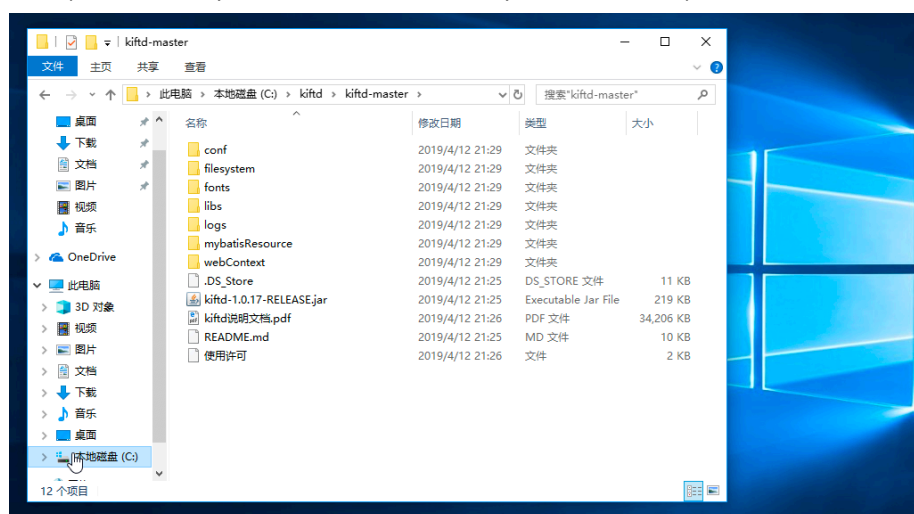 kiftd-master
文件 主页 共享 查看
此电脑 › 本地磁盘 (C:) › kiftd › kiftd-master ›
搜索"kiftd-master"
桌面
下载
文档
图片
视频
音乐
OneDrive
此电脑
3D 对象
视频
图片
文档
下载
音乐
桌面
本地磁盘 (C:)
名称 修改日期 类型 大小
conf 2019/4/12 21:29 文件夹
filesystem 2019/4/12 21:29 文件夹
fonts 2019/4/12 21:29 文件夹
libs 2019/4/12 21:29 文件夹
logs 2019/4/12 21:29 文件夹
mybatisResource 2019/4/12 21:29 文件夹
webContext 2019/4/12 21:29 文件夹
.DS_Store 2019/4/12 21:25 DS_STORE 文件 11 KB
kiftd-1.0.17-RELEASE.jar 2019/4/12 21:25 Executable Jar File 219 KB
kiftd说明文档.pdf 2019/4/12 21:26 PDF 文件 34,206 KB
README.md 2019/4/12 21:25 MD 文件 10 KB
使用许可 2019/4/12 21:26 文件 2 KB
12 个项目